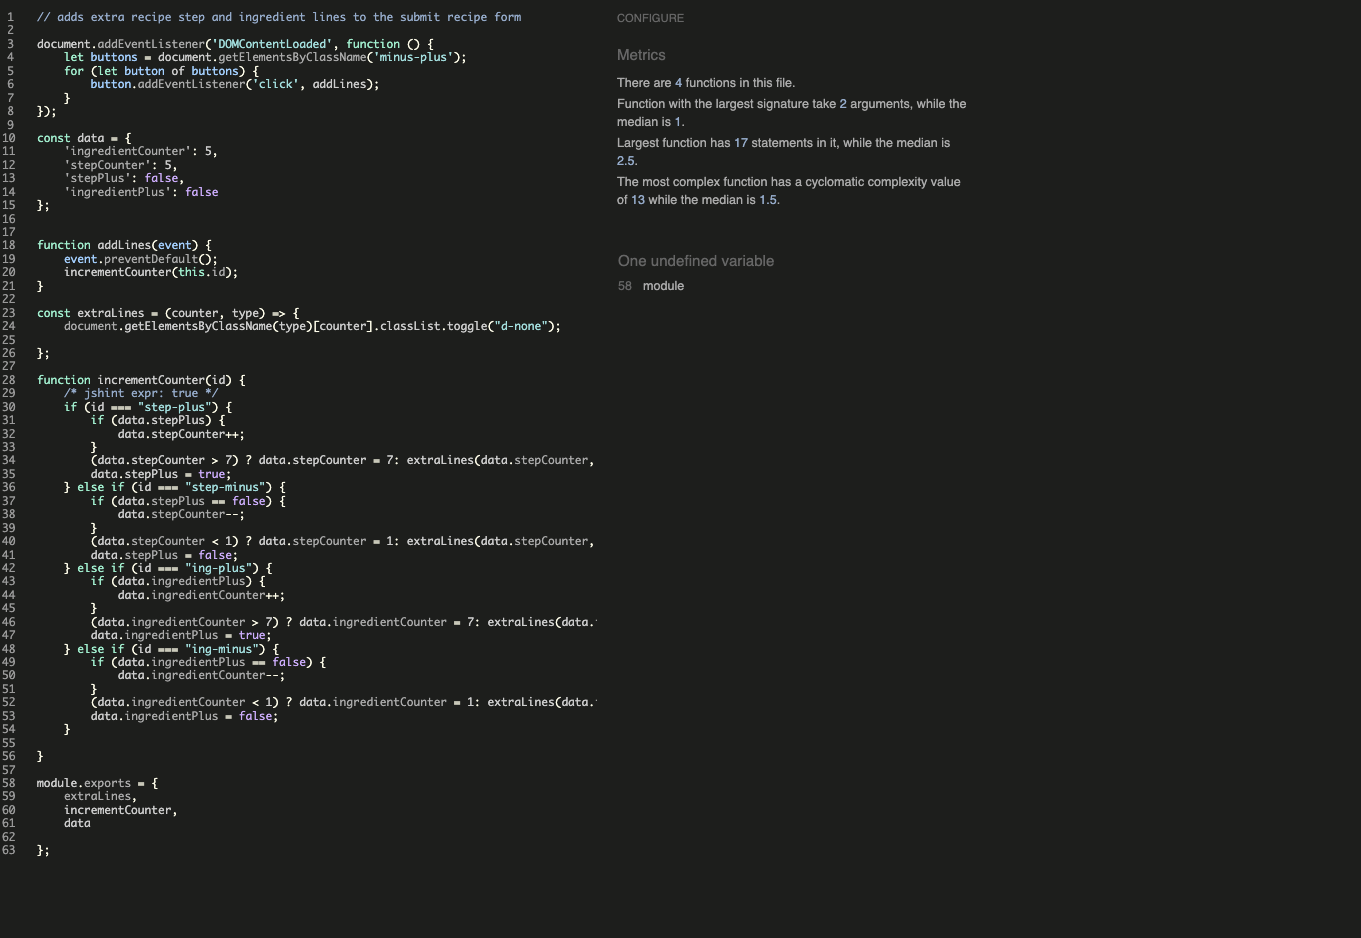 1 // adds extra recipe step and ingredient lines to the submit recipe form
2
3 document.addEventListener('DOMContentLoaded', function () {
4     let buttons = document.getElementsByClassName('minus-plus');
5     for (let button of buttons) {
6         button.addEventListener('click', addLines);
7     }
8 });
9
10 const data = {
11     'ingredientCounter': 5,
12     'stepCounter': 5,
13     'stepPlus': false,
14     'ingredientPlus': false
15 };
16
17
18 function addLines(event) {
19     event.preventDefault();
20     incrementCounter(this.id);
21 }
22
23 const extraLines = (counter, type) => {
24     document.getElementsByClassName(type)[counter].classList.toggle("d-none");
25
26 };
27
28 function incrementCounter(id) {
29     /* jshint expr: true */
30     if (id === "step-plus") {
31         if (data.stepPlus) {
32             data.stepCounter++;
33         }
34         (data.stepCounter > 7) ? data.stepCounter = 7: extraLines(data.stepCounter,
35         data.stepPlus = true;
36     } else if (id === "step-minus") {
37         if (data.stepPlus == false) {
38             data.stepCounter--;
39         }
40         (data.stepCounter < 1) ? data.stepCounter = 1: extraLines(data.stepCounter,
41         data.stepPlus = false;
42     } else if (id === "ing-plus") {
43         if (data.ingredientPlus) {
44             data.ingredientCounter++;
45         }
46         (data.ingredientCounter > 7) ? data.ingredientCounter = 7: extraLines(data.
47         data.ingredientPlus = true;
48     } else if (id === "ing-minus") {
49         if (data.ingredientPlus == false) {
50             data.ingredientCounter--;
51         }
52         (data.ingredientCounter < 1) ? data.ingredientCounter = 1: extraLines(data.
53         data.ingredientPlus = false;
54     }
55
56 }
57
58 module.exports = {
59     extraLines,
60     incrementCounter,
61     data
62
63 };
CONFIGURE
Metrics
There are 4 functions in this file.
Function with the largest signature take 2 arguments, while the
median is 1.
Largest function has 17 statements in it, while the median is
2.5.
The most complex function has a cyclomatic complexity value
of 13 while the median is 1.5.
One undefined variable
58 module